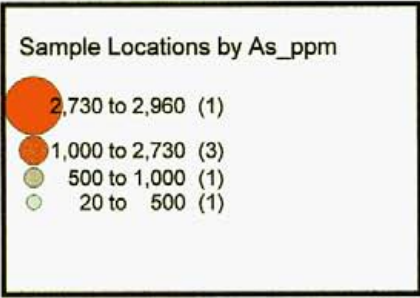 Sample Locations by As_ppm
2,730 to 2,960 (1)
1,000 to 2,730 (3)
500 to 1,000 (1)
20 to 500 (1)